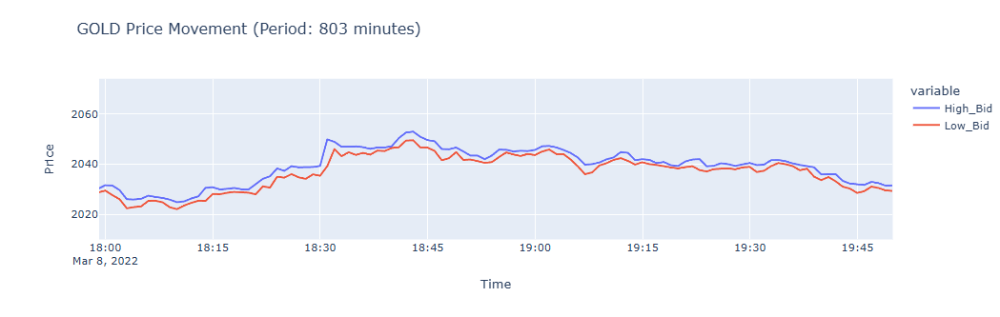 GOLD Price Movement (Period: 803 minutes)
variable
High_Bid
Low_Bid
Price
2060
2040
2020
18:00 18:15 18:30 18:45 19:00 19:15 19:30 19:45
Mar 8, 2022
Time